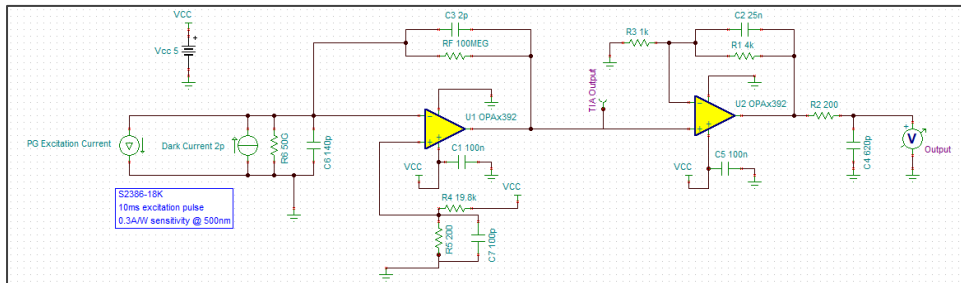 VCC
Vcc 5
+
C3 2p
RF 100MEG
C2 25n
R3 1k
R1 4k
TIA Output
U1 OPAx392
U2 OPAx392
R2 200
PG Excitation Current
Dark Current 2p
R6 50G
C6 140p
C1 100n
VCC
VCC
C5 100n
C4 620p
V
+
Output
VCC
R4 19.8k
R5 200
C7 100p
S2386-18K
10ms excitation pulse
0.3A/W sensitivity @ 500nm